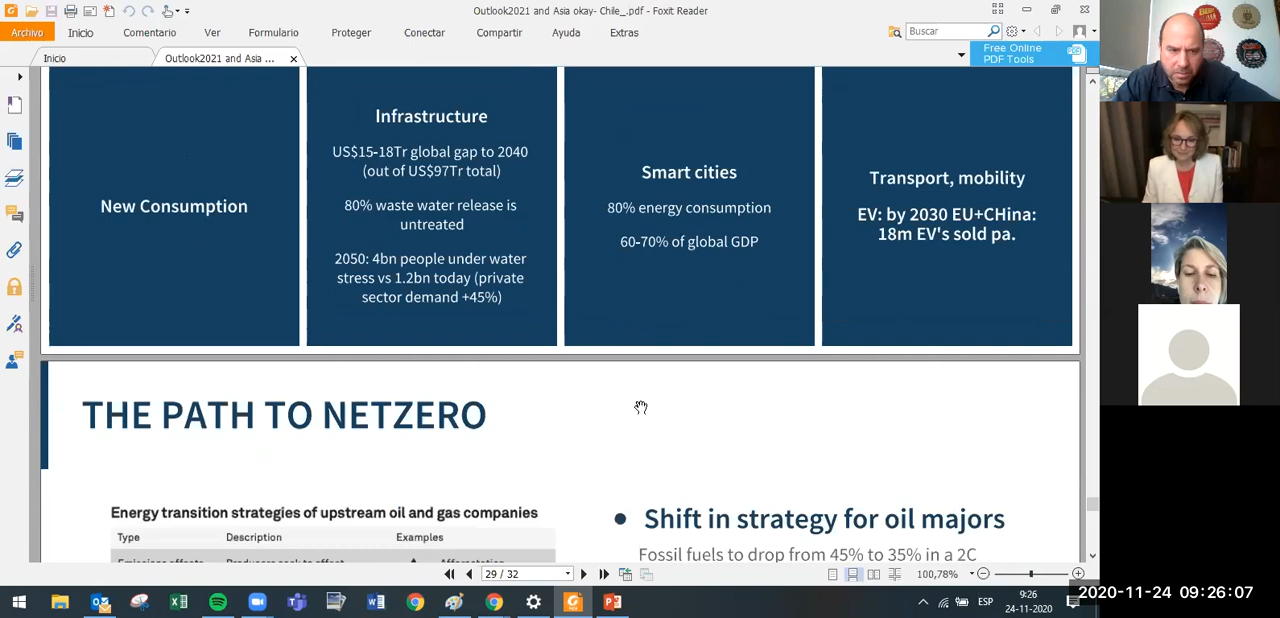 Outlook2021 and Asia okay- Chile_.pdf - Foxit Reader
Archivo Inicio Comentario Ver Formulario Proteger Conectar Compartir Ayuda Extras
Buscar
Inicio
Outlook2021 and Asia ...
Free Online
PDF Tools
New Consumption
Infrastructure
US$15-18Tr global gap to 2040
(out of US$97Tr total)
80% waste water release is
untreated
2050: 4bn people under water
stress vs 1.2bn today (private
sector demand +45%)
Smart cities
80% energy consumption
60-70% of global GDP
Transport, mobility
EV: by 2030 EU+CHina:
18m EV's sold pa.
THE PATH TO NETZERO
Energy transition strategies of upstream oil and gas companies
Type Description Examples
Shift in strategy for oil majors
Fossil fuels to drop from 45% to 35% in a 2C
29 / 32
100,78%
ESP
9:26
24-11-2020
2020-11-24 09:26:07